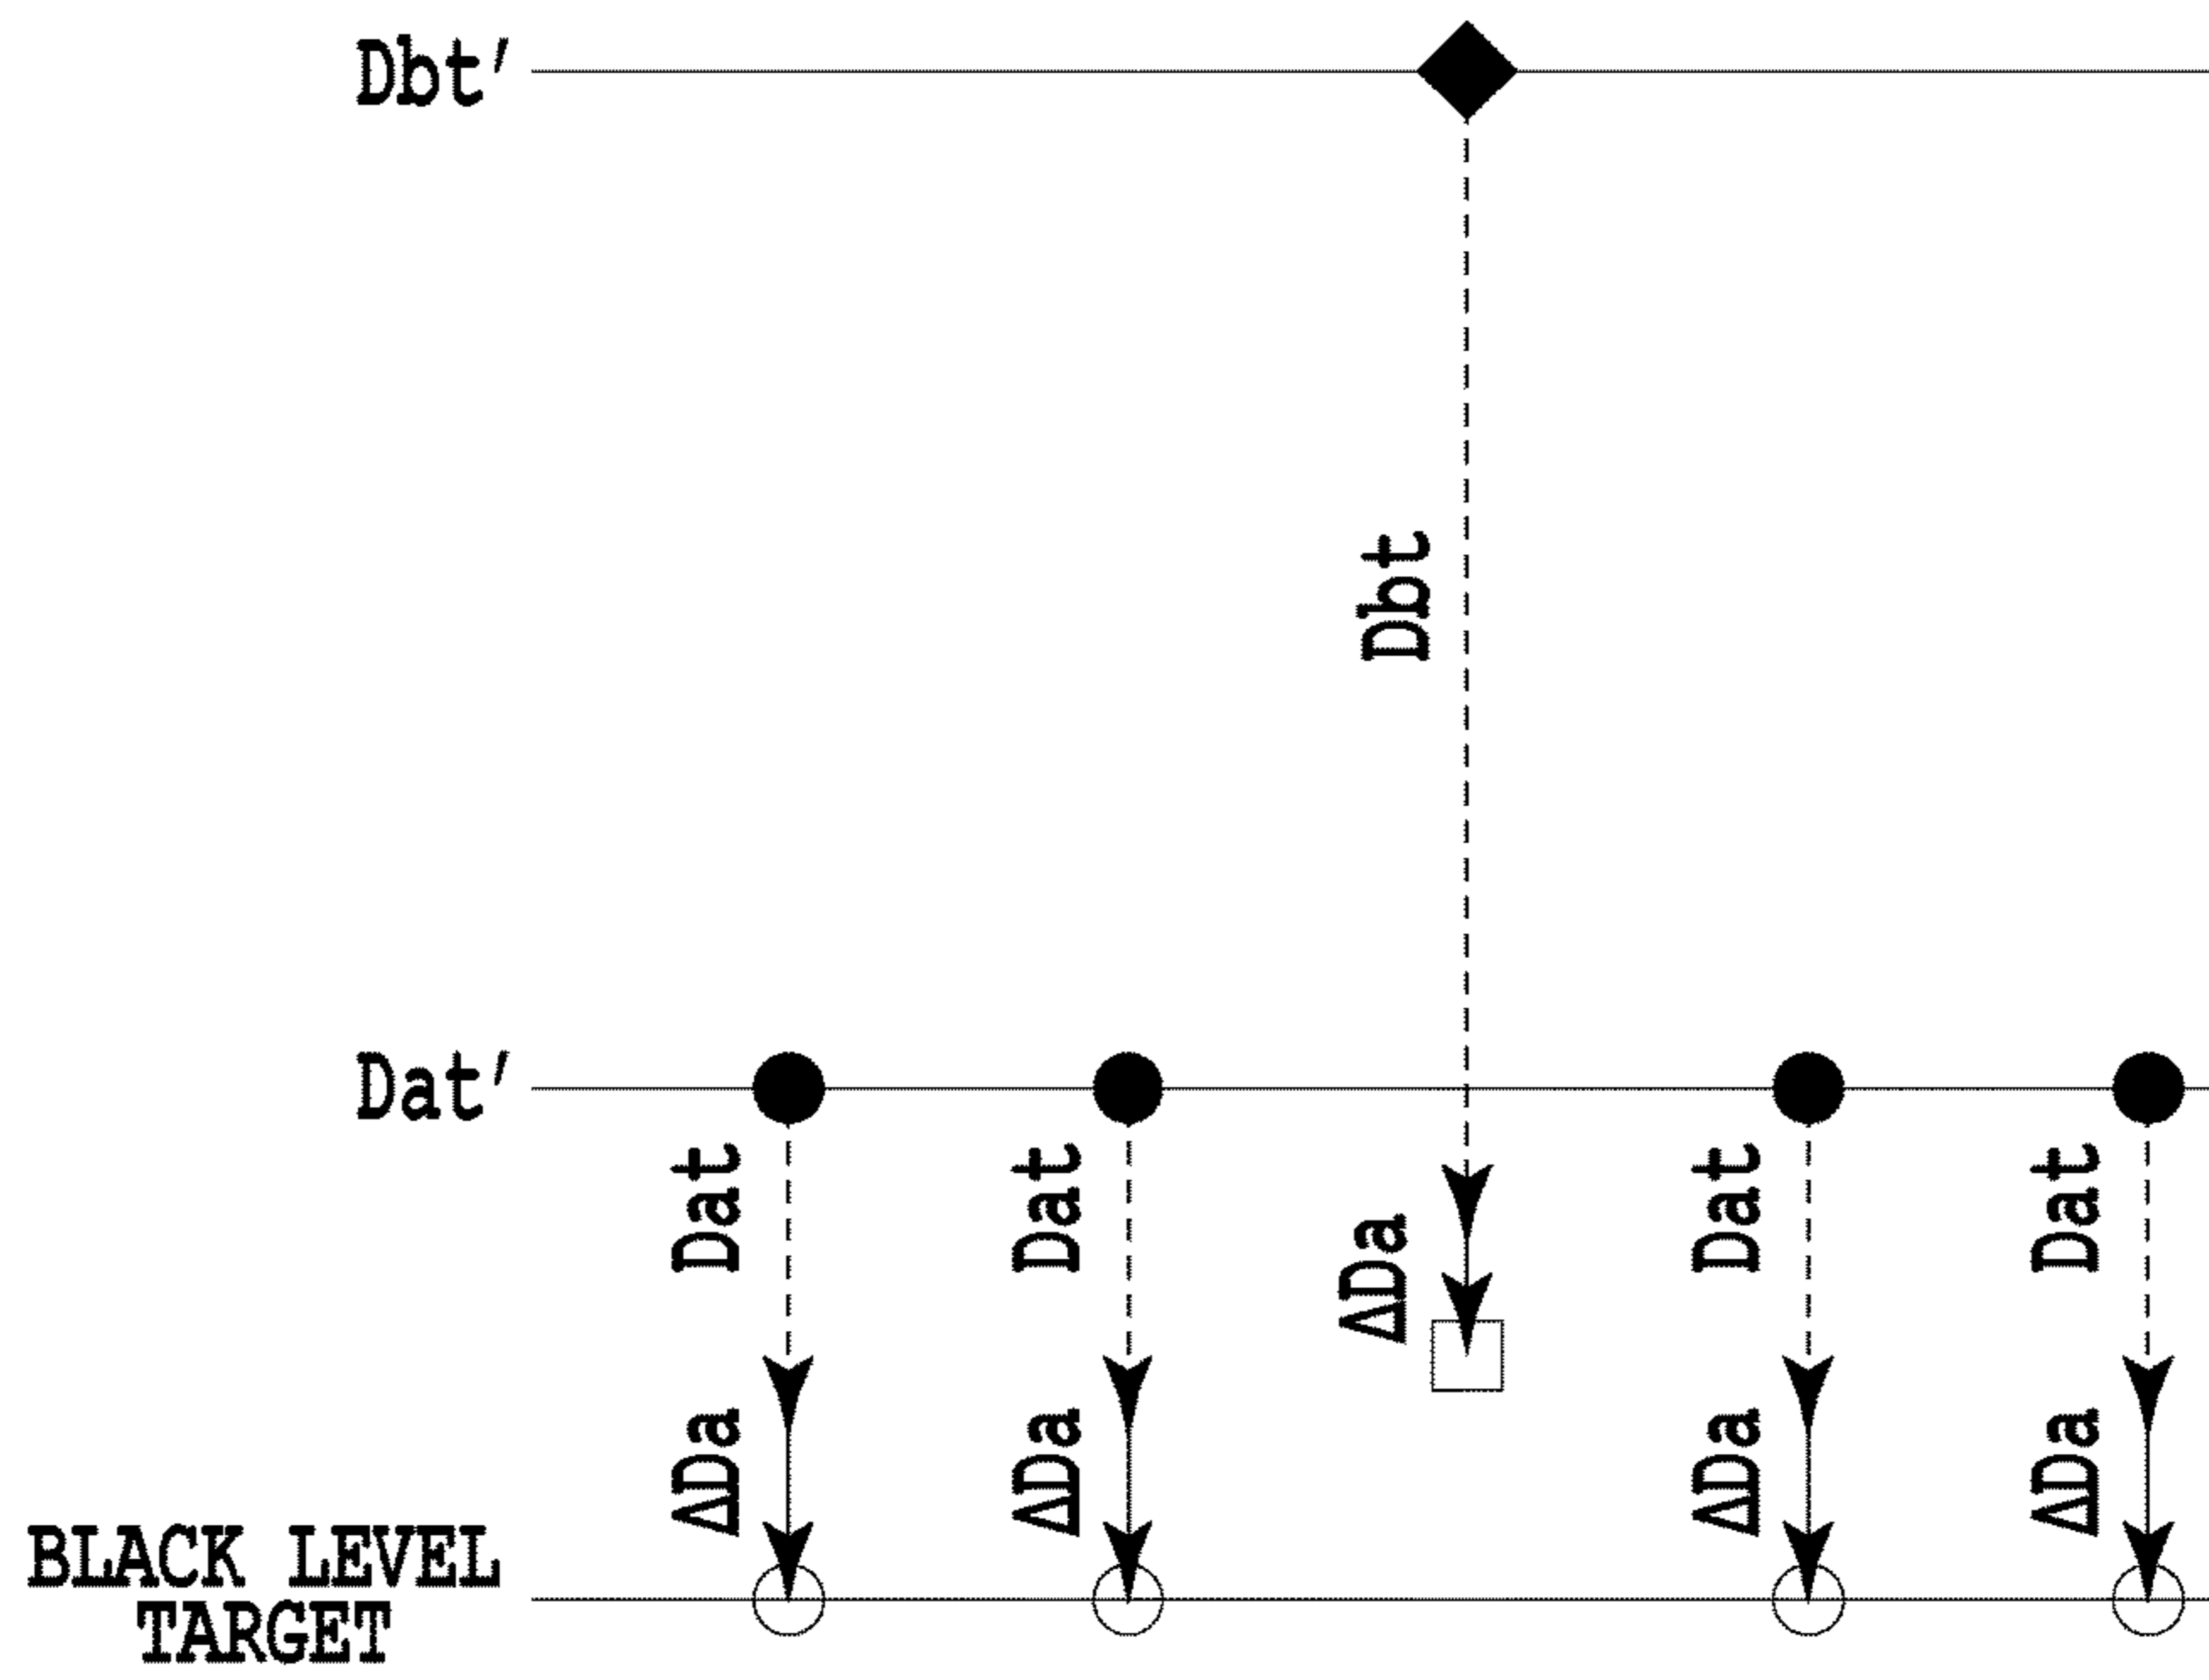 Dbt′
Dbt
Dat′
Dat
Dat
ΔDa
Dat
Dat
ΔDa
ΔDa
ΔDa
ΔDa
BLACK LEVEL
TARGET